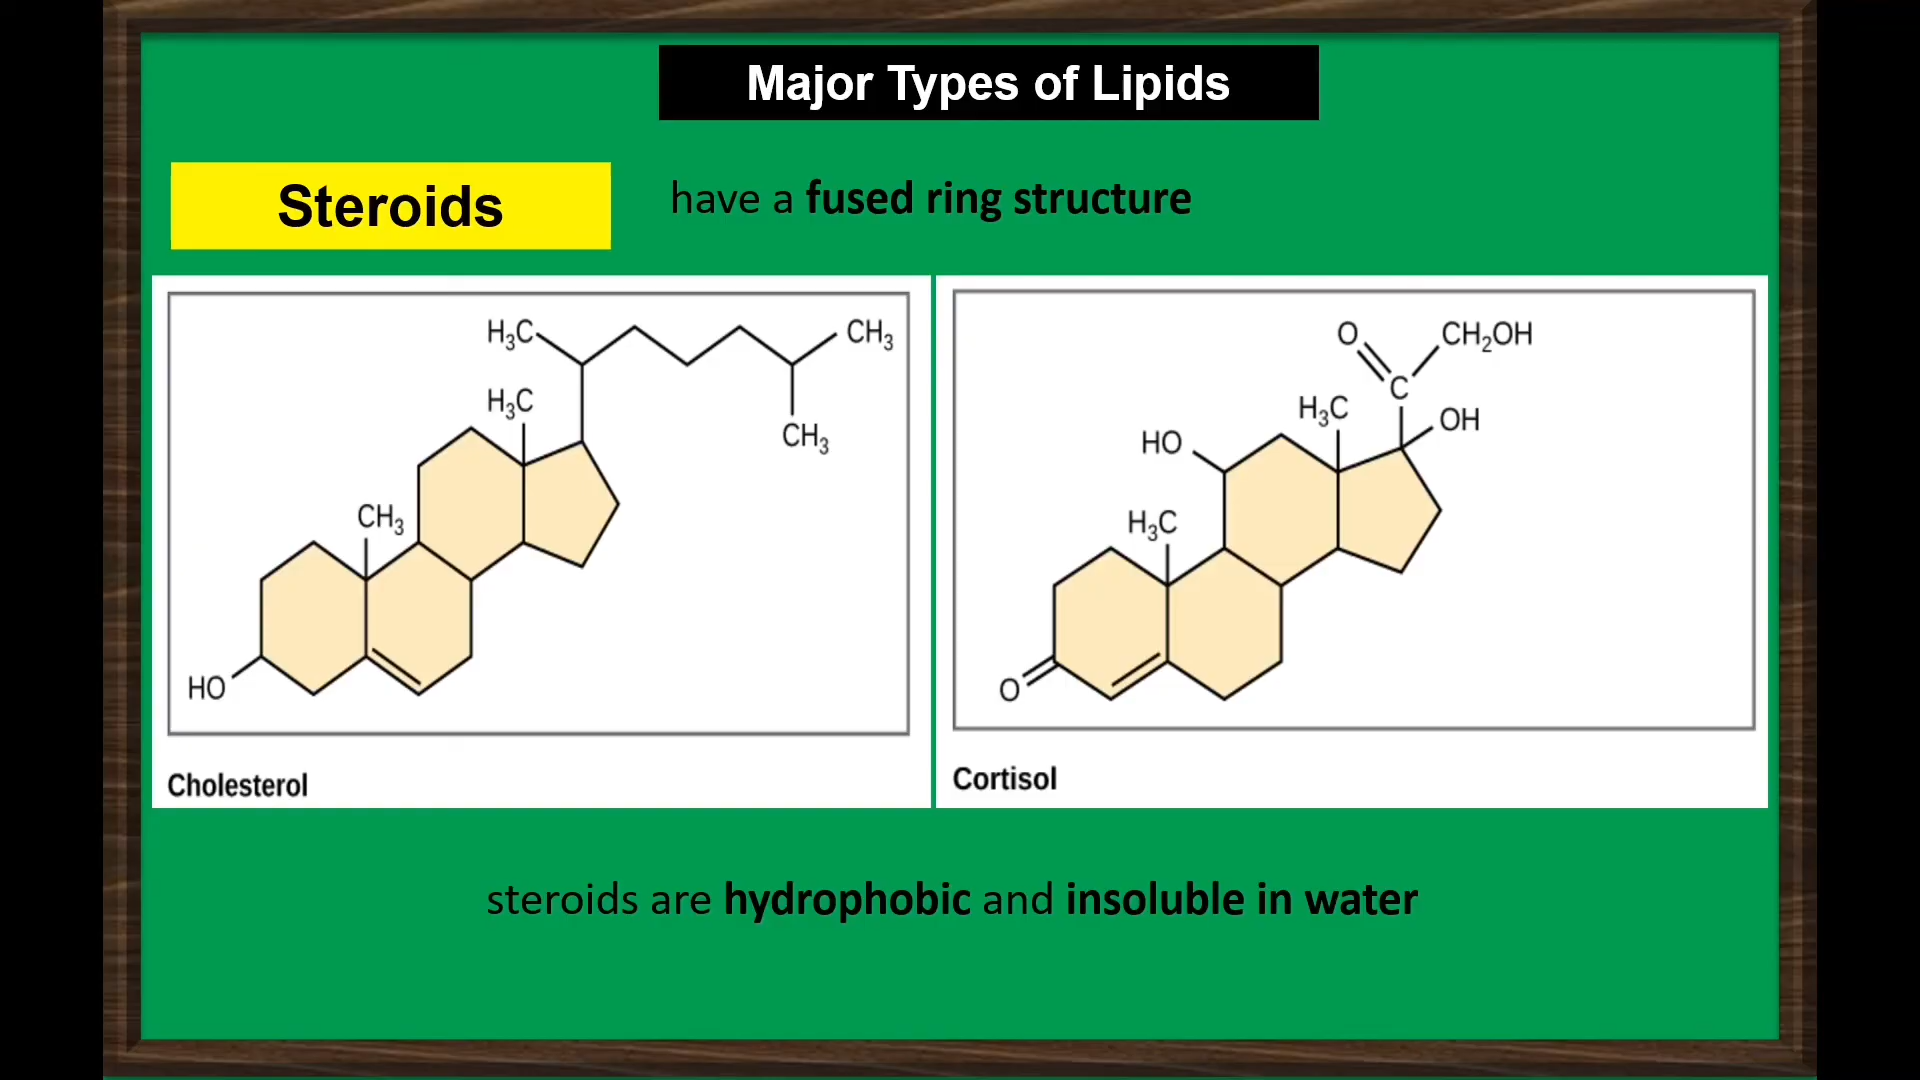 Major Types of Lipids
Steroids
have a fused ring structure
H₃C
CH₃
H₃C
CH₃
CH₃
HO
Cholesterol
O
CH₂OH
C
H₃C
OH
HO
H₃C
O
Cortisol
steroids are hydrophobic and insoluble in water